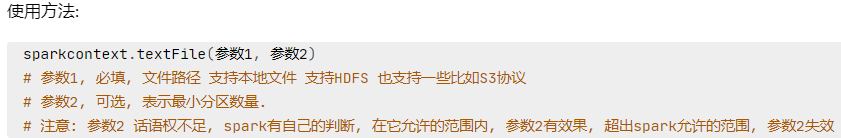 使用方法:
sparkcontext.textFile(参数1, 参数2)
# 参数1, 必填, 文件路径 支持本地文件 支持HDFS 也支持一些比如S3协议
# 参数2, 可选, 表示最小分区数量.
# 注意: 参数2 话语权不足, spark有自己的判断, 在它允许的范围内, 参数2有效果, 超出spark允许的范围, 参数2失效